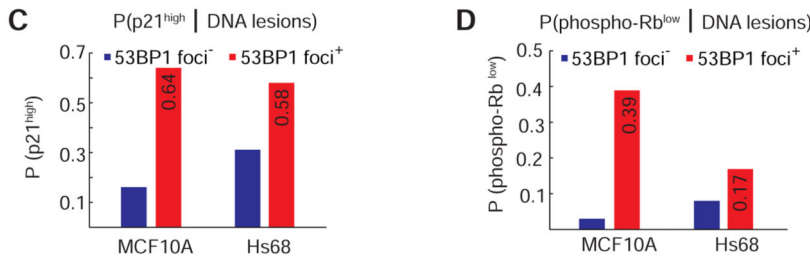 C
P(p21high | DNA lesions)
53BP1 foci- 53BP1 foci+
P (p21high)
0.7
0.5
0.3
0.1
0.64
0.58
MCF10A Hs68
D
P(phospho-Rblow | DNA lesions)
53BP1 foci- 53BP1 foci+
P (phospho-Rb low)
0.5
0.4
0.3
0.2
0.1
0.39
0.17
MCF10A Hs68